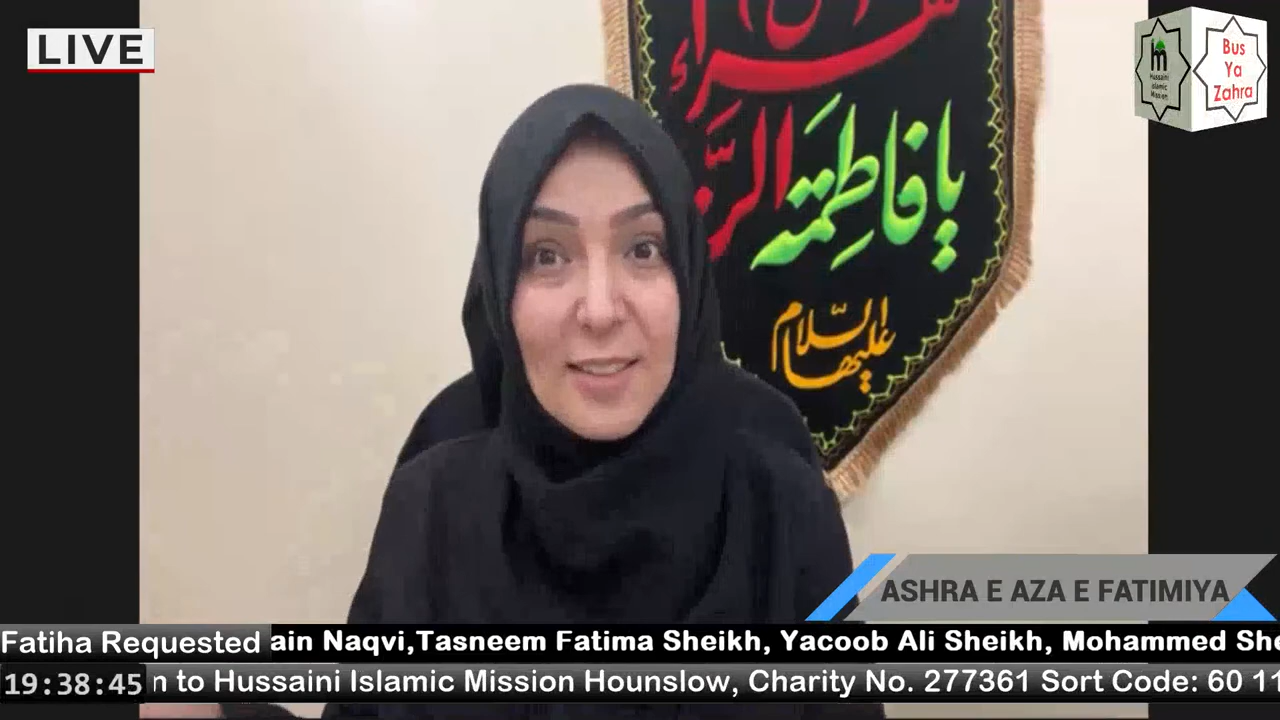 LIVE
Hussaini
Islamic
Mission
Bus
Ya
Zahra
الزهراء
يا فاطمة
عليها السلام
ASHRA E AZA E FATIMIYA
Fatiha Requested ain Naqvi,Tasneem Fatima Sheikh, Yacoob Ali Sheikh, Mohammed She
19:38:45 n to Hussaini Islamic Mission Hounslow, Charity No. 277361 Sort Code: 60 11